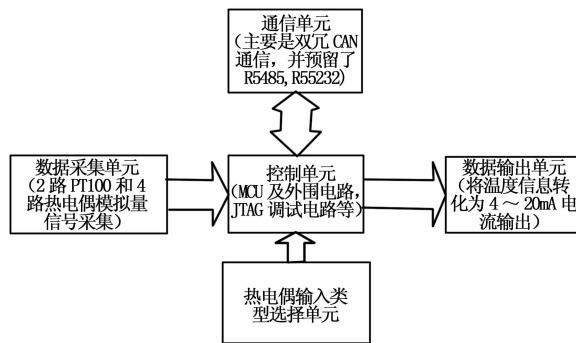 通信单元
(主要是双冗 CAN
通信，并预留了
R5485,R55232)
数据采集单元
(2 路 PT100 和 4
路热电偶模拟量
信号采集)
控制单元
(MCU 及外围电路，
JTAG 调试电路等)
数据输出单元
(将温度信息转
化为 4～20mA 电
流输出)
热电偶输入类
型选择单元